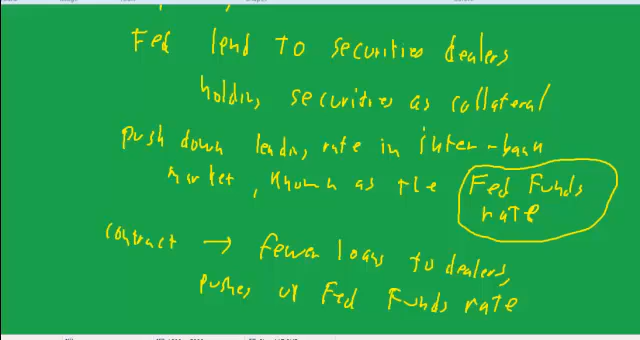 Fed lend to securities dealers
holding securities as collateral
push down lending rate in inter-bank
market, known as the Fed Funds
rate
contract → fewer loans to dealers,
pushes up Fed Funds rate